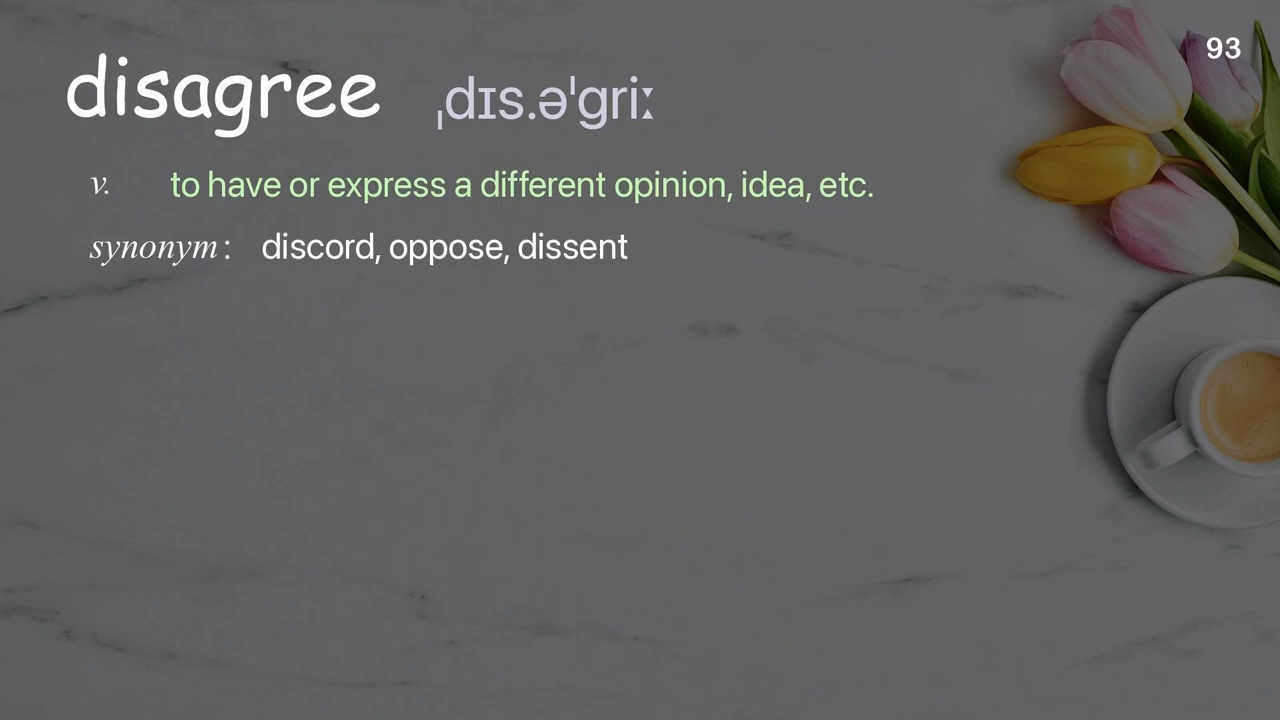 93
disagree ˌdɪs.əˈɡriː
v. to have or express a different opinion, idea, etc.
synonym : discord, oppose, dissent